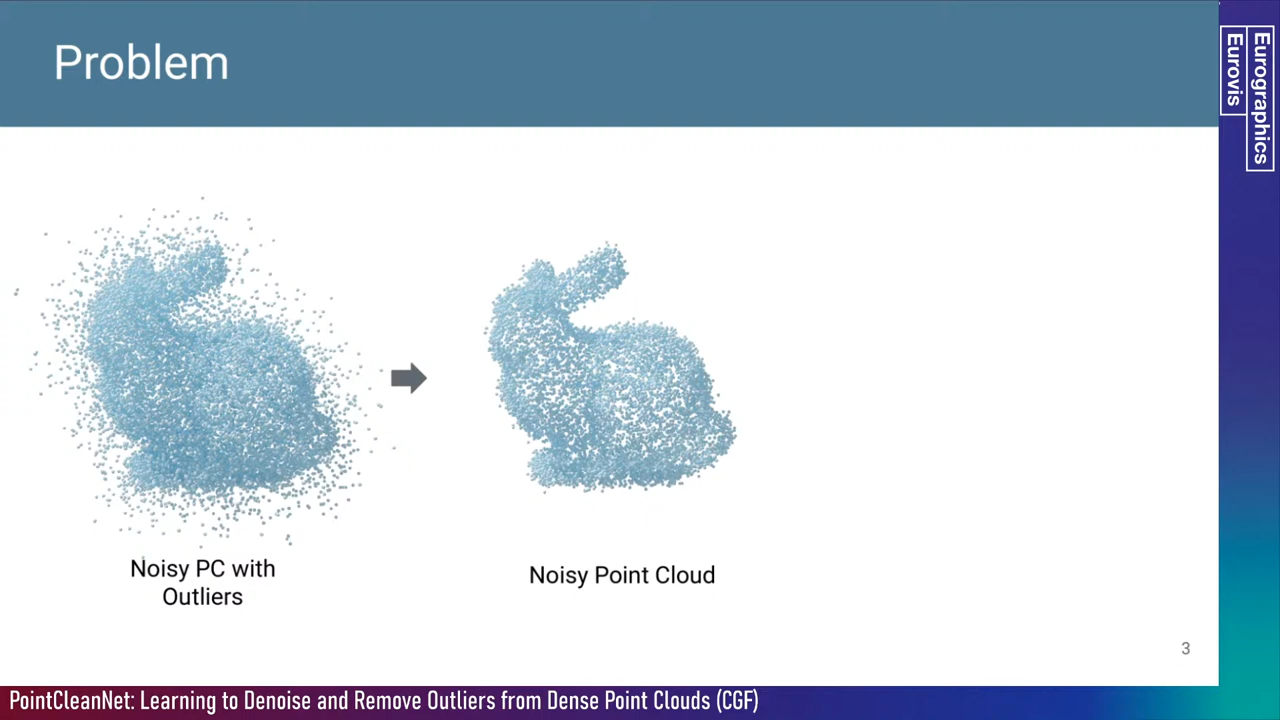 Problem
Eurographics
Eurovis
Noisy PC with
Outliers
Noisy Point Cloud
3
PointCleanNet: Learning to Denoise and Remove Outliers from Dense Point Clouds (CGF)